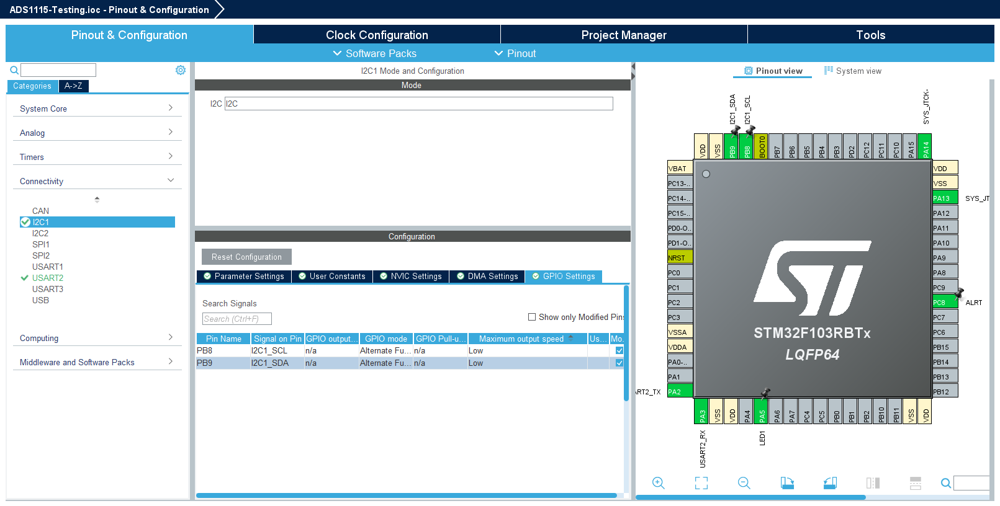 ADS1115-Testing.ioc - Pinout & Configuration
Pinout & Configuration
Clock Configuration
Project Manager
Tools
Software Packs
Pinout
Categories
A->Z
System Core
Analog
Timers
Connectivity
CAN
I2C1
I2C2
SPI1
SPI2
USART1
USART2
USART3
USB
Computing
Middleware and Software Packs
I2C1 Mode and Configuration
Mode
I2C I2C
Configuration
Reset Configuration
Parameter Settings
User Constants
NVIC Settings
DMA Settings
GPIO Settings
Search Signals
Search (Ctrl+F)
Show only Modified Pins
Pin Name Signal on Pin GPIO output... GPIO mode GPIO Pull-u... Maximum output speed Us... Mo...
PB8 I2C1_SCL n/a Alternate Fu... n/a Low
PB9 I2C1_SDA n/a Alternate Fu... n/a Low
Pinout view
System view
I2C1_SDA
I2C1_SCL
SYS_JTCK-
VDD
VSS
PB9
PB8
BOOT0
PB7
PB6
PB5
PB4
PB3
PD2
PC12
PC11
PC10
PA15
PA14
VBAT
PC13-..
PC14-..
PC15-..
PD0-O..
PD1-O..
NRST
PC0
PC1
PC2
PC3
VSSA
VDDA
PA0-..
PA1
PA2
ART2_TX
VDD
VSS
PA13
SYS_JT
PA12
PA11
PA10
PA9
PA8
PC9
PC8
ALRT
PC7
PC6
PB15
PB14
PB13
PB12
ST
STM32F103RBTx
LQFP64
PA3
VSS
VDD
PA4
PA5
PA6
PA7
PC4
PC5
PB0
PB1
PB2
PB10
PB11
VSS
VDD
USART2_RX
LED1